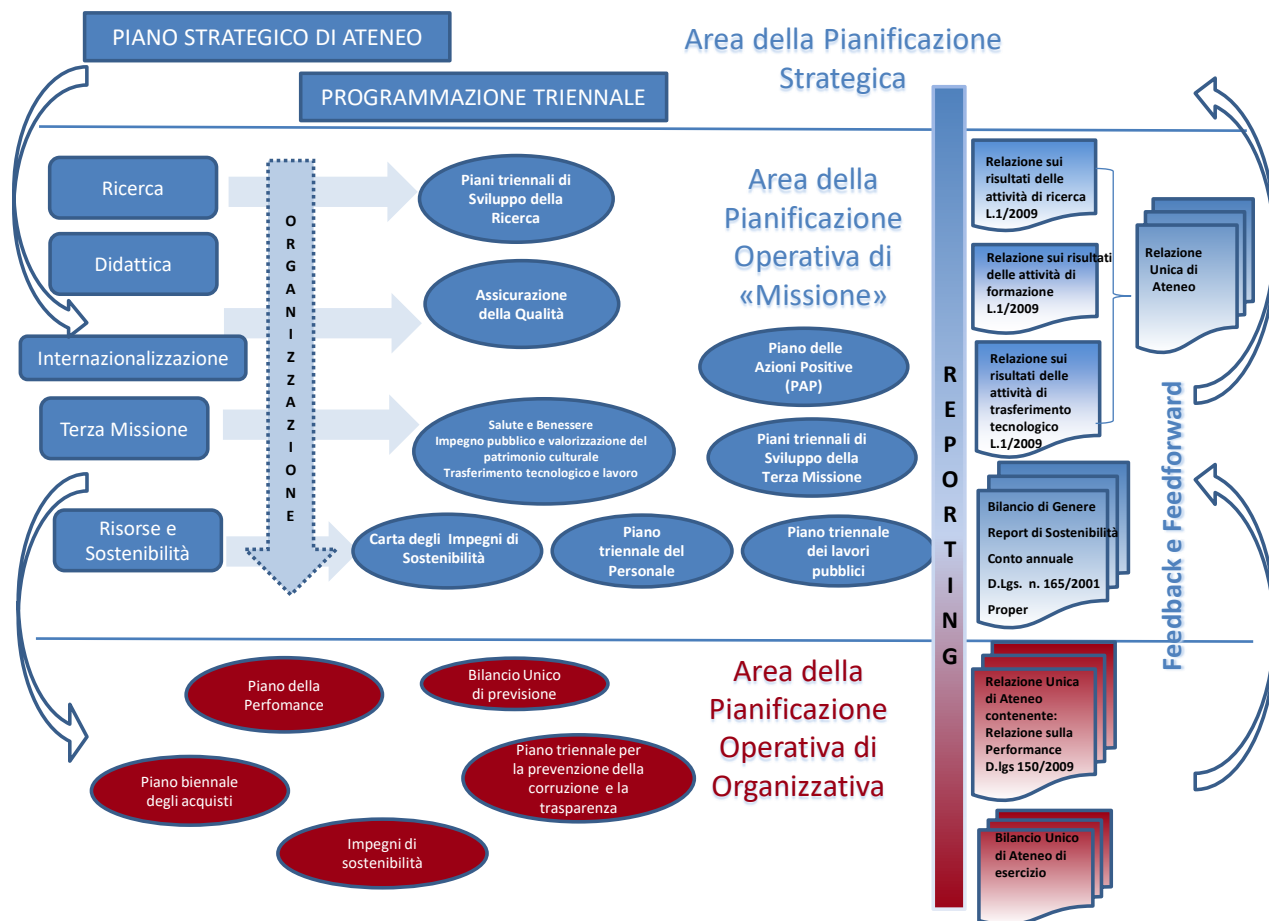 PIANO STRATEGICO DI ATENEO
PROGRAMMAZIONE TRIENNALE
Area della Pianificazione
Strategica
Ricerca
Didattica
Internazionalizzazione
Terza Missione
Risorse e
Sostenibilità
ORGANIZZAZIONE
Piani triennali di
Sviluppo della
Ricerca
Assicurazione
della Qualità
Salute e Benessere
Impegno pubblico e valorizzazione del
patrimonio culturale
Trasferimento tecnologico e lavoro
Carta degli Impegni di
Sostenibilità
Piano
triennale del
Personale
Piano triennale
dei lavori
pubblici
Area della
Pianificazione
Operativa di
«Missione»
Piano delle
Azioni Positive
(PAP)
Piani triennali di
Sviluppo della
Terza Missione
REPORTING
Relazione sui
risultati delle
attività di ricerca
L.1/2009
Relazione sui risultati
delle attività di
formazione
L.1/2009
Relazione sui
risultati delle
attività di
trasferimento
tecnologico
L.1/2009
Relazione
Unica di
Ateneo
Bilancio di Genere
Report di Sostenibilità
Conto annuale
D.Lgs. n. 165/2001
Proper
Feedback e Feedforward
Piano della
Perfomance
Bilancio Unico
di previsione
Piano biennale
degli acquisti
Piano triennale per
la prevenzione della
corruzione e la
trasparenza
Impegni di
sostenibilità
Area della
Pianificazione
Operativa di
Organizzativa
Relazione Unica
di Ateneo
contenente:
Relazione sulla
Performance
D.lgs 150/2009
Bilancio Unico
di Ateneo di
esercizio